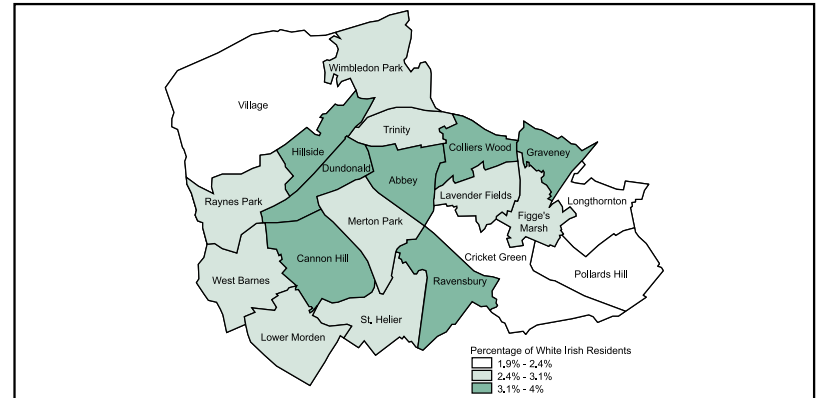 Wimbledon Park
Village
Trinity
Colliers Wood
Hillside
Graveney
Dundonald
Abbey
Lavender Fields
Raynes Park
Longthornton
Figge's
Marsh
Merton Park
Cricket Green
Cannon Hill
Pollards Hill
West Barnes
Ravensbury
St. Helier
Lower Morden
Percentage of White Irish Residents
1.9% - 2.4%
2.4% - 3.1%
3.1% - 4%